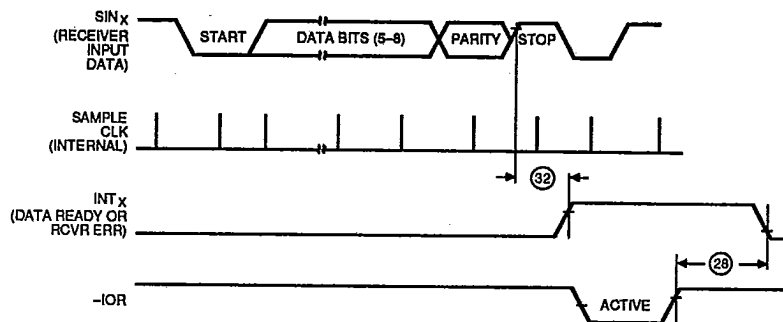 SINX
(RECEIVER
INPUT
DATA)
START
DATA BITS (5–8)
PARITY
STOP
SAMPLE
CLK
(INTERNAL)
32
INTX
(DATA READY OR
RCVR ERR)
28
–IOR
ACTIVE